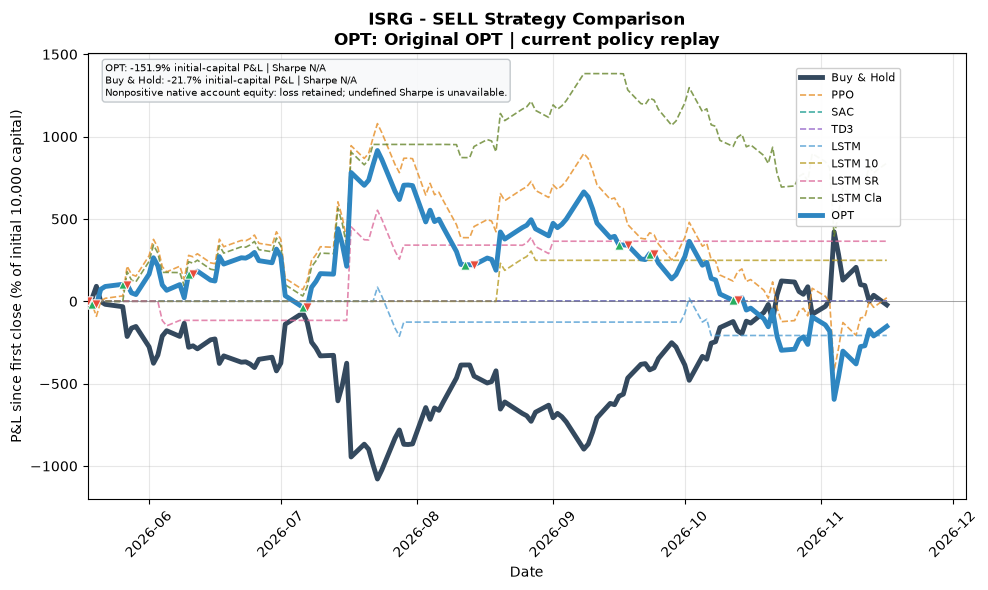 ISRG - SELL Strategy Comparison
OPT: Original OPT | current policy replay
OPT: -151.9% initial-capital P&L | Sharpe N/A
Buy & Hold: -21.7% initial-capital P&L | Sharpe N/A
Nonpositive native account equity: loss retained; undefined Sharpe is unavailable.
Buy & Hold
PPO
SAC
TD3
LSTM
LSTM 10
LSTM SR
LSTM Cla
OPT
P&L since first close (% of initial 10,000 capital)
1500
1000
500
0
−500
−1000
2026-06
2026-07
2026-08
2026-09
2026-10
2026-11
2026-12
Date